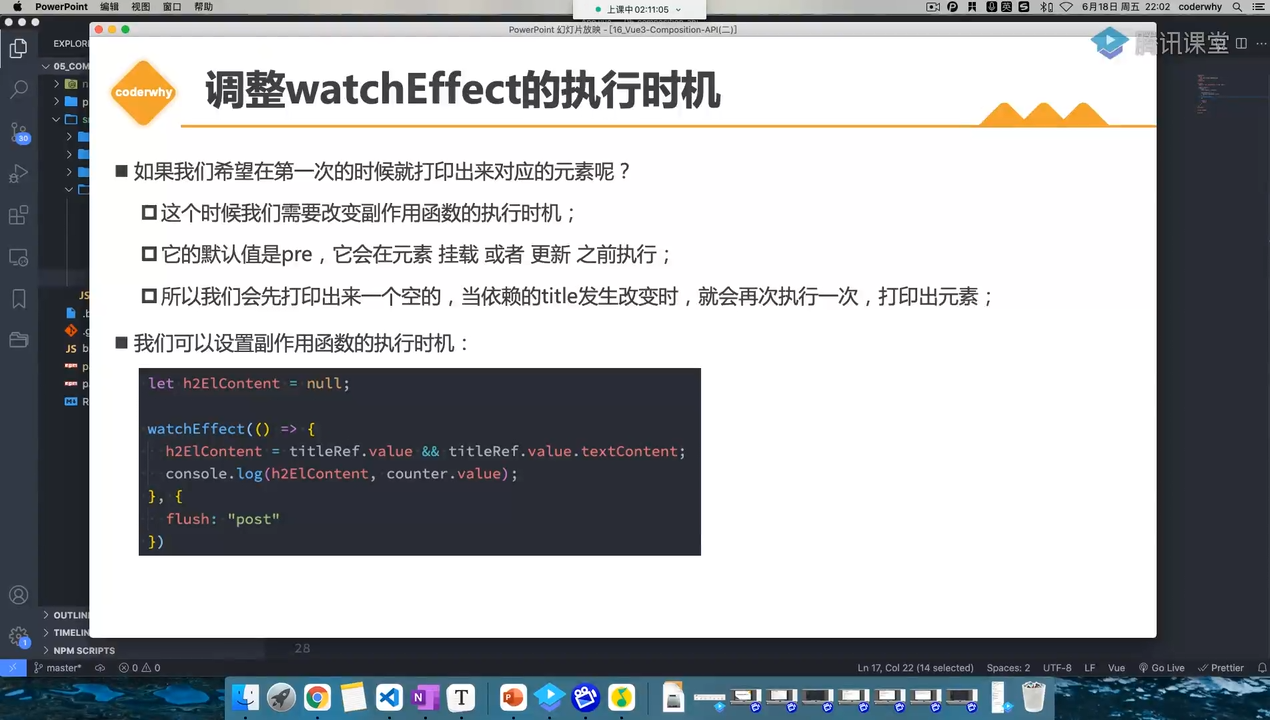 PowerPoint 编辑 视图 窗口 帮助
上课中 02:11:05
6月18日 周五 22:02 coderwhy
PowerPoint 幻灯片放映 - [16_Vue3-Composition-API(二)]
腾讯课堂
EXPLOR
05_COM
coderwhy
调整watchEffect的执行时机
如果我们希望在第一次的时候就打印出来对应的元素呢？
这个时候我们需要改变副作用函数的执行时机；
它的默认值是pre，它会在元素 挂载 或者 更新 之前执行；
所以我们会先打印出来一个空的，当依赖的title发生改变时，就会再次执行一次，打印出元素；
我们可以设置副作用函数的执行时机：
let h2ElContent = null;
watchEffect(() => {
h2ElContent = titleRef.value && titleRef.value.textContent;
console.log(h2ElContent, counter.value);
}, {
flush: "post"
})
30
JS
JS b
OUTLIN
TIMELIN
NPM SCRIPTS
1
28
master*
0 0
Ln 17, Col 22 (14 selected) Spaces: 2 UTF-8 LF Vue Go Live Prettier